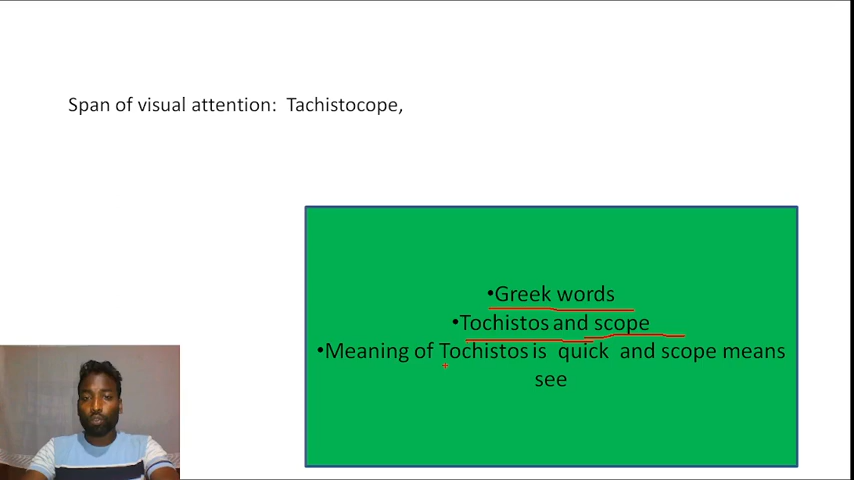 Span of visual attention:  Tachistocope,
•Greek words
•Tochistos and scope
•Meaning of Tochistos is  quick  and scope means
see